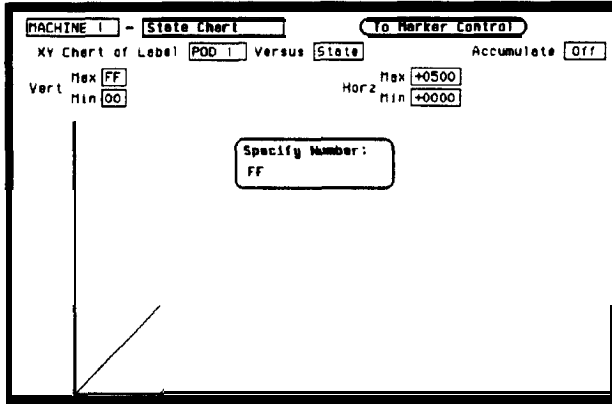 MACHINE 1 - State Chart To Marker Control
XY Chart of Label POD 1 Versus State Accumulate Off
Vert Max FF Min 00 Horz Max +0500 Min +0000
Specify Number:
FF